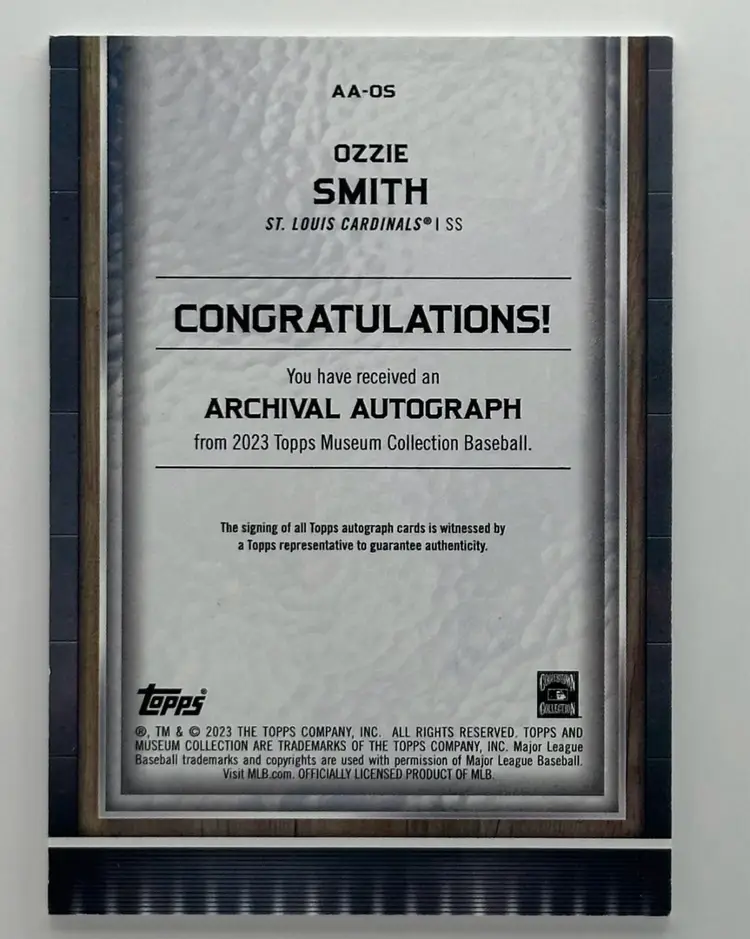 AA-OS
OZZIE
SMITH
ST. LOUIS CARDINALS® | SS
CONGRATULATIONS!
You have received an
ARCHIVAL AUTOGRAPH
from 2023 Topps Museum Collection Baseball.
The signing of all Topps autograph cards is witnessed by
a Topps representative to guarantee authenticity.
Topps®
COOPERSTOWN
COLLECTION
®, TM & © 2023 THE TOPPS COMPANY, INC. ALL RIGHTS RESERVED. TOPPS AND
MUSEUM COLLECTION ARE TRADEMARKS OF THE TOPPS COMPANY, INC. Major League
Baseball trademarks and copyrights are used with permission of Major League Baseball.
Visit MLB.com. OFFICIALLY LICENSED PRODUCT OF MLB.